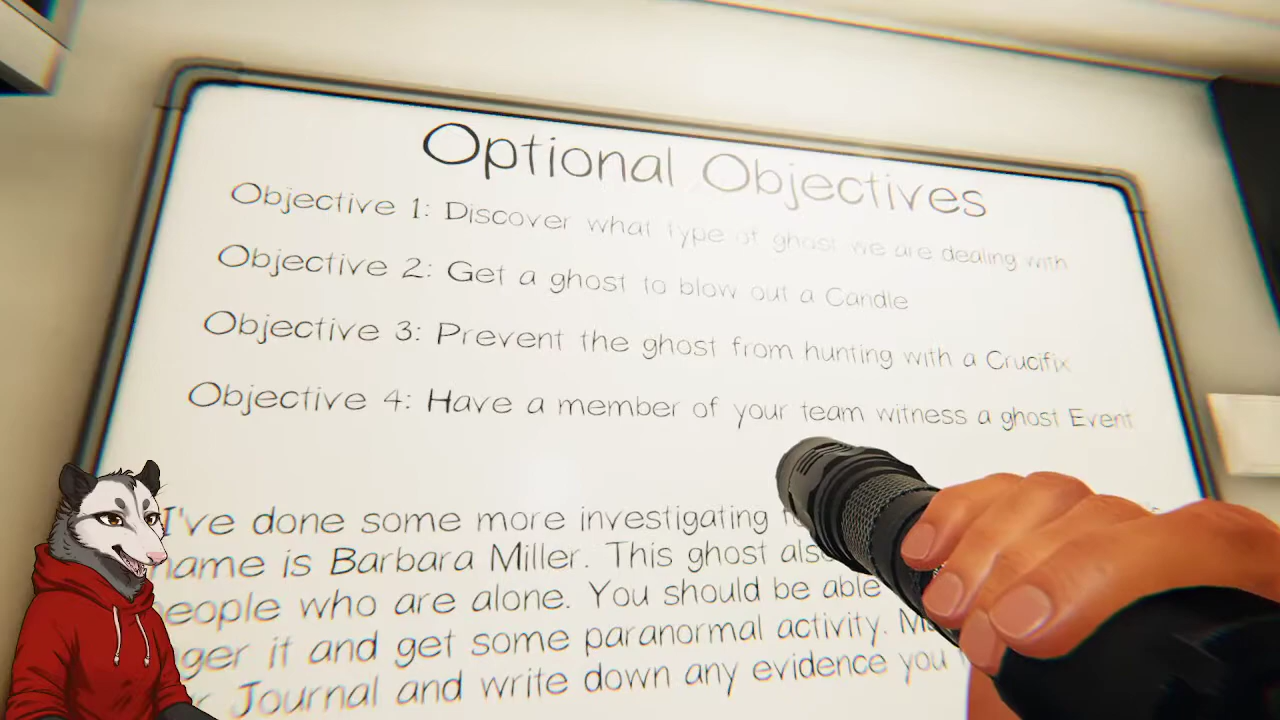 Optional Objectives
Objective 1: Discover what type of ghost we are dealing with
Objective 2: Get a ghost to blow out a Candle
Objective 3: Prevent the ghost from hunting with a Crucifix
Objective 4: Have a member of your team witness a ghost Event
I've done some more investigating
name is Barbara Miller. This ghost
people who are alone. You should be able
it and get some paranormal activity.
Journal and write down any evidence you